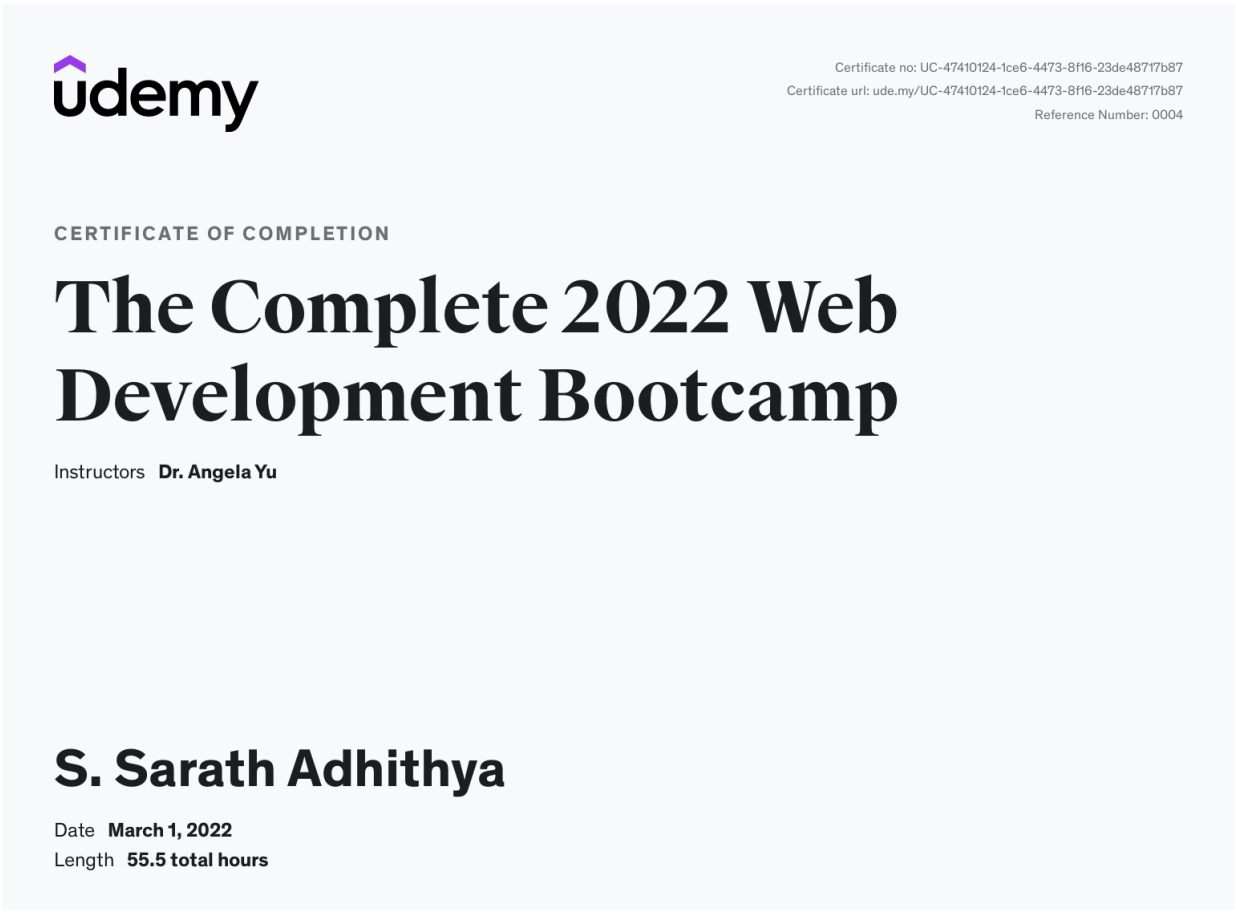 udemy
Certificate no: UC-47410124-1ce6-4473-8f16-23de48717b87
Certificate url: ude.my/UC-47410124-1ce6-4473-8f16-23de48717b87
Reference Number: 0004
CERTIFICATE OF COMPLETION
The Complete 2022 Web
Development Bootcamp
Instructors Dr. Angela Yu
S. Sarath Adhithya
Date March 1, 2022
Length 55.5 total hours